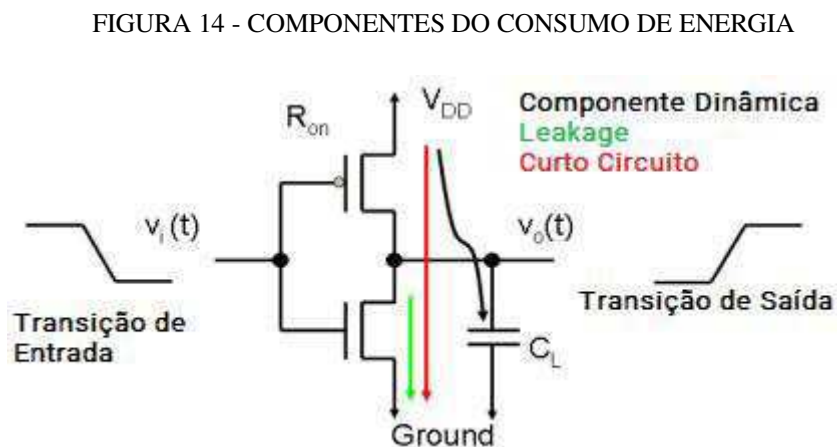 FIGURA 14 - COMPONENTES DO CONSUMO DE ENERGIA
R_on
V_DD
Componente Dinâmica
Leakage
Curto Circuito
v_i(t)
v_o(t)
Transição de
Entrada
Transição de Saída
C_L
Ground